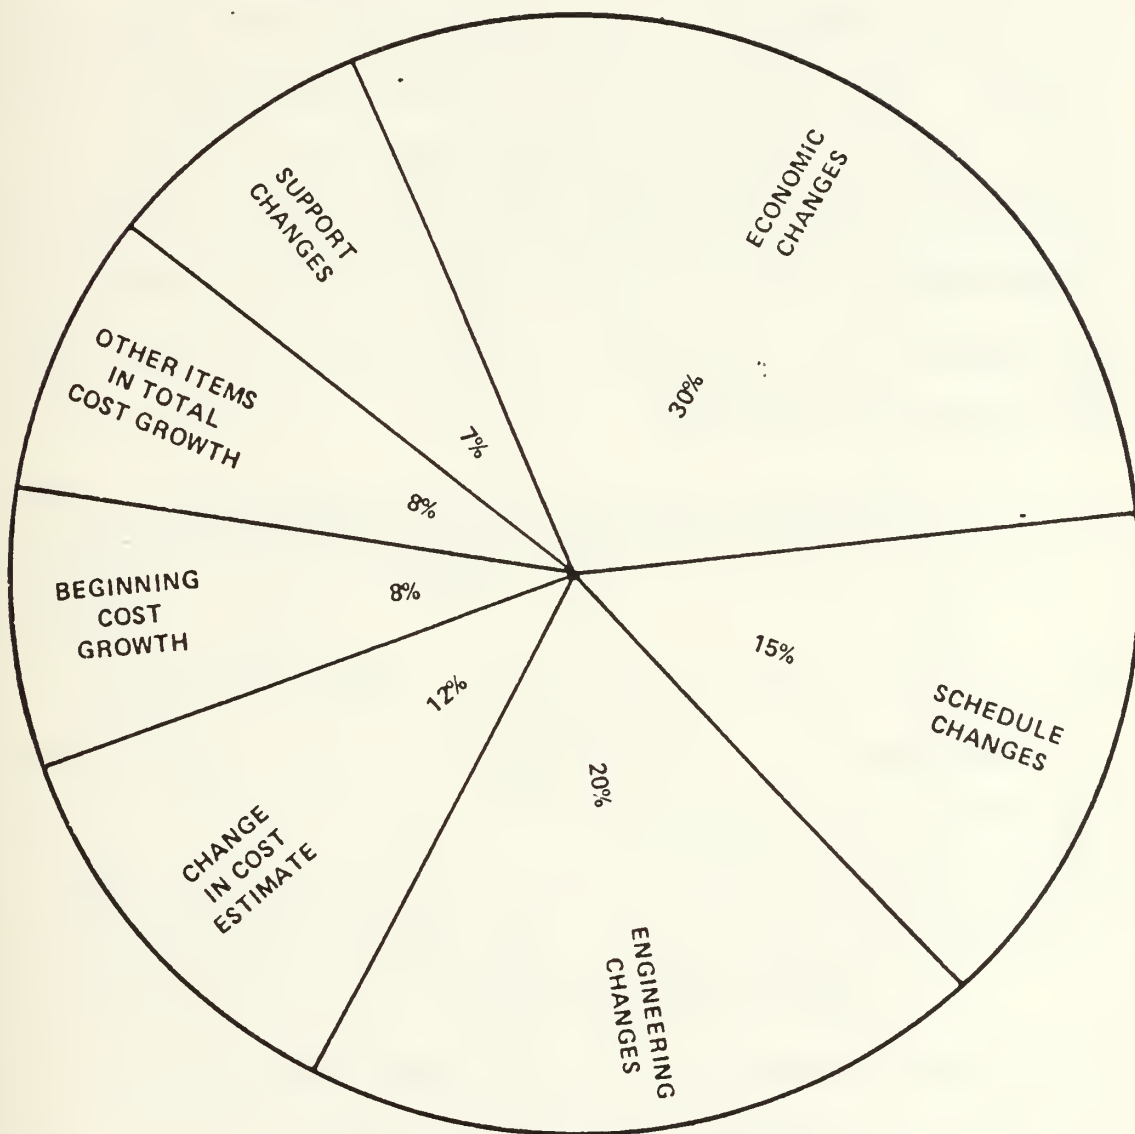 ECONOMIC
CHANGES
30%
SCHEDULE
CHANGES
15%
ENGINEERING
CHANGES
20%
CHANGE
IN COST
ESTIMATE
12%
BEGINNING
COST
GROWTH
8%
OTHER ITEMS
IN TOTAL
COST GROWTH
8%
SUPPORT
CHANGES
7%